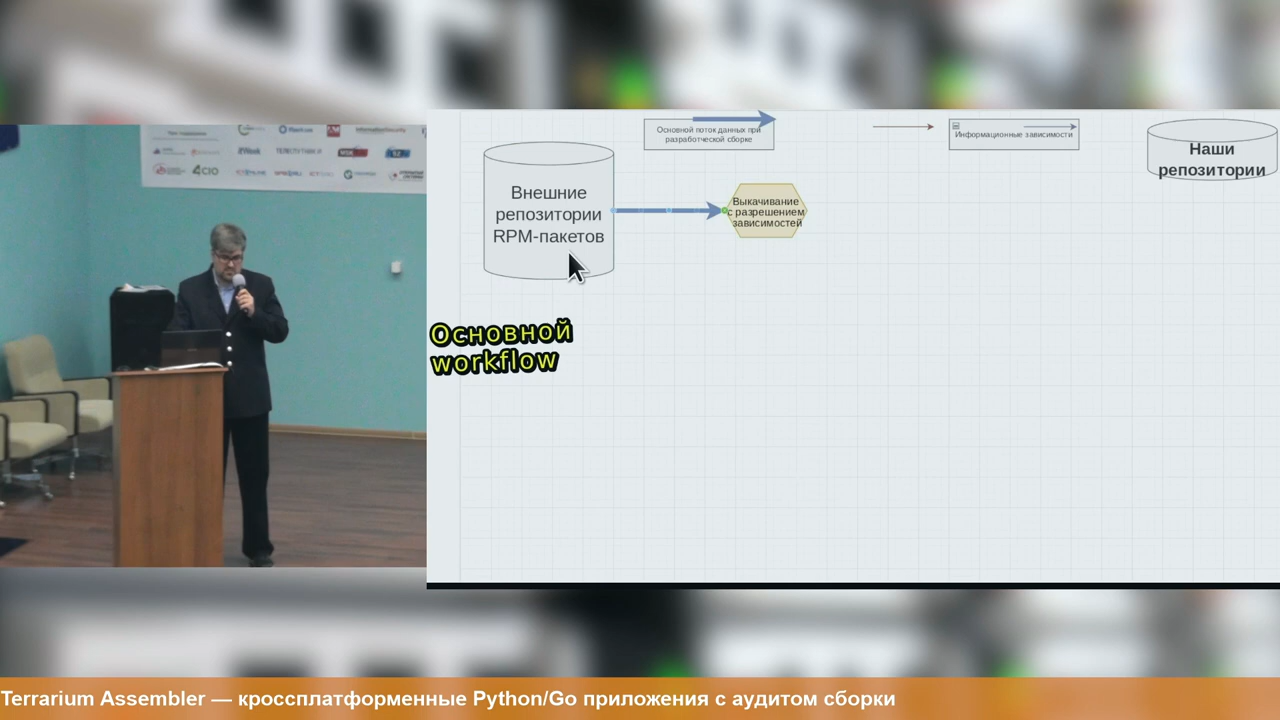 Основной поток данных при
разработческой сборке
Информационные зависимости
Наши
репозитории
Внешние
репозитории
RPM-пакетов
Выкачивание
с разрешением
зависимостей
Основной
workflow
4CIO
Terrarium Assembler — кроссплатформенные Python/Go приложения с аудитом сборки